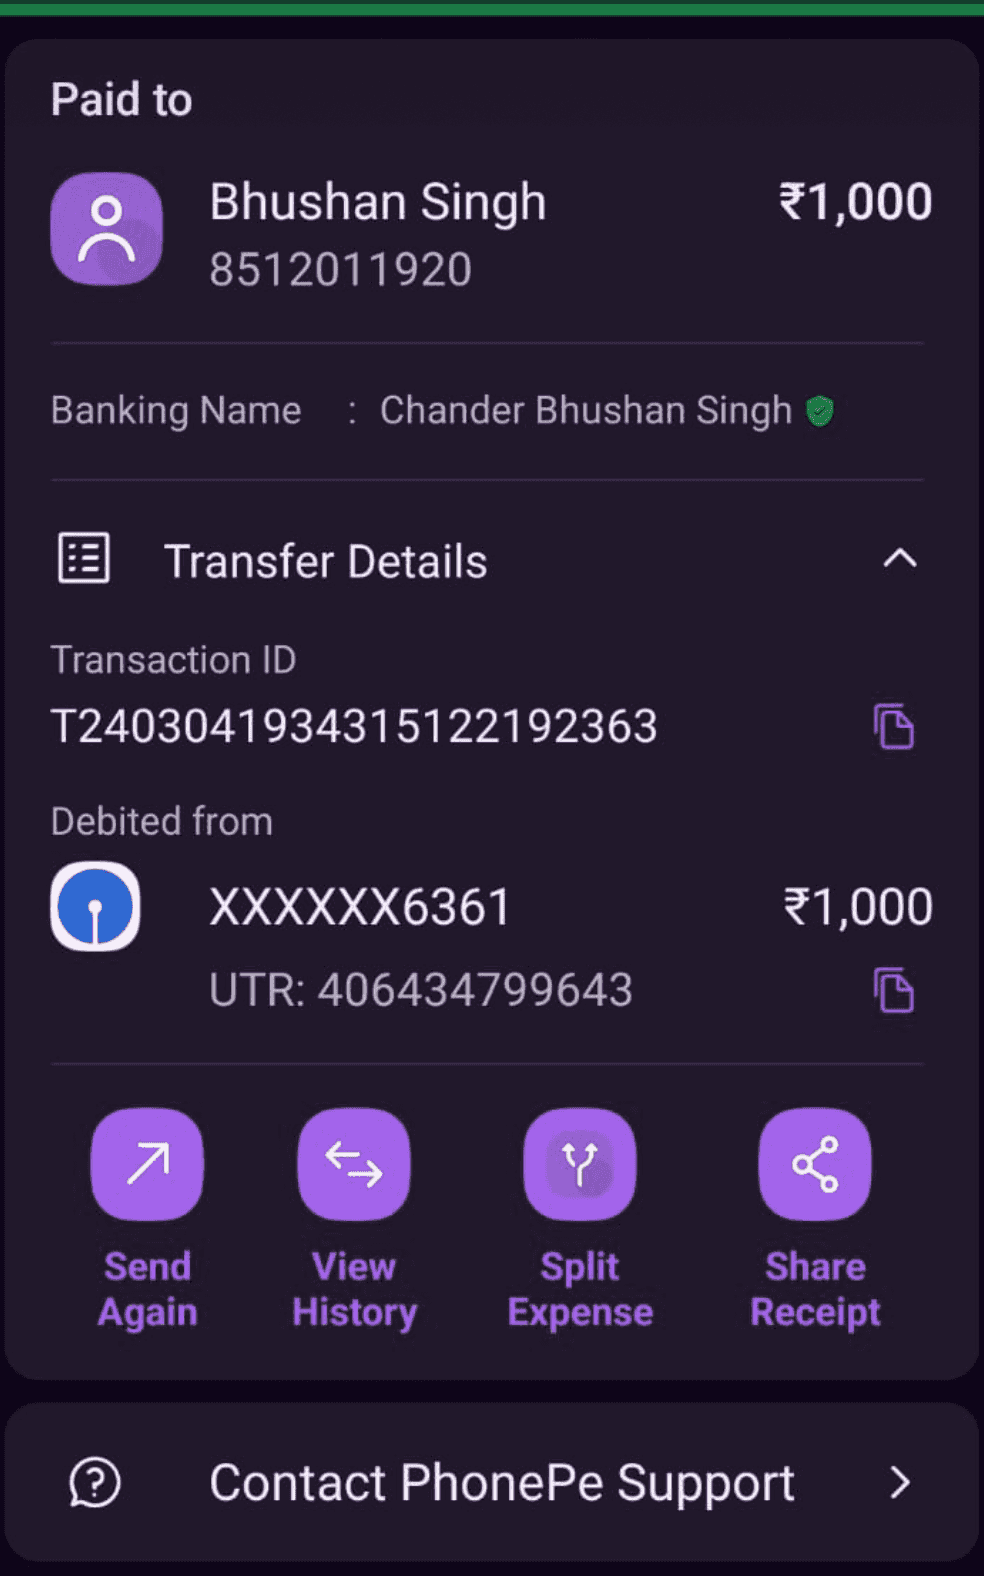 Paid to
Bhushan Singh ₹1,000
8512011920
Banking Name : Chander Bhushan Singh
Transfer Details
Transaction ID
T2403041934315122192363
Debited from
XXXXXX6361 ₹1,000
UTR: 406434799643
Send Again
View History
Split Expense
Share Receipt
Contact PhonePe Support